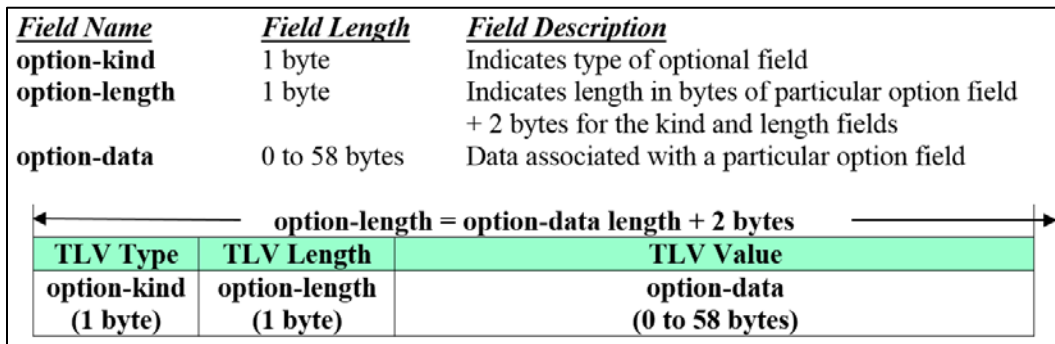 Field Name Field Length Field Description
option-kind 1 byte Indicates type of optional field
option-length 1 byte Indicates length in bytes of particular option field
+ 2 bytes for the kind and length fields
option-data 0 to 58 bytes Data associated with a particular option field
option-length = option-data length + 2 bytes
TLV Type TLV Length TLV Value
option-kind option-length option-data
(1 byte) (1 byte) (0 to 58 bytes)